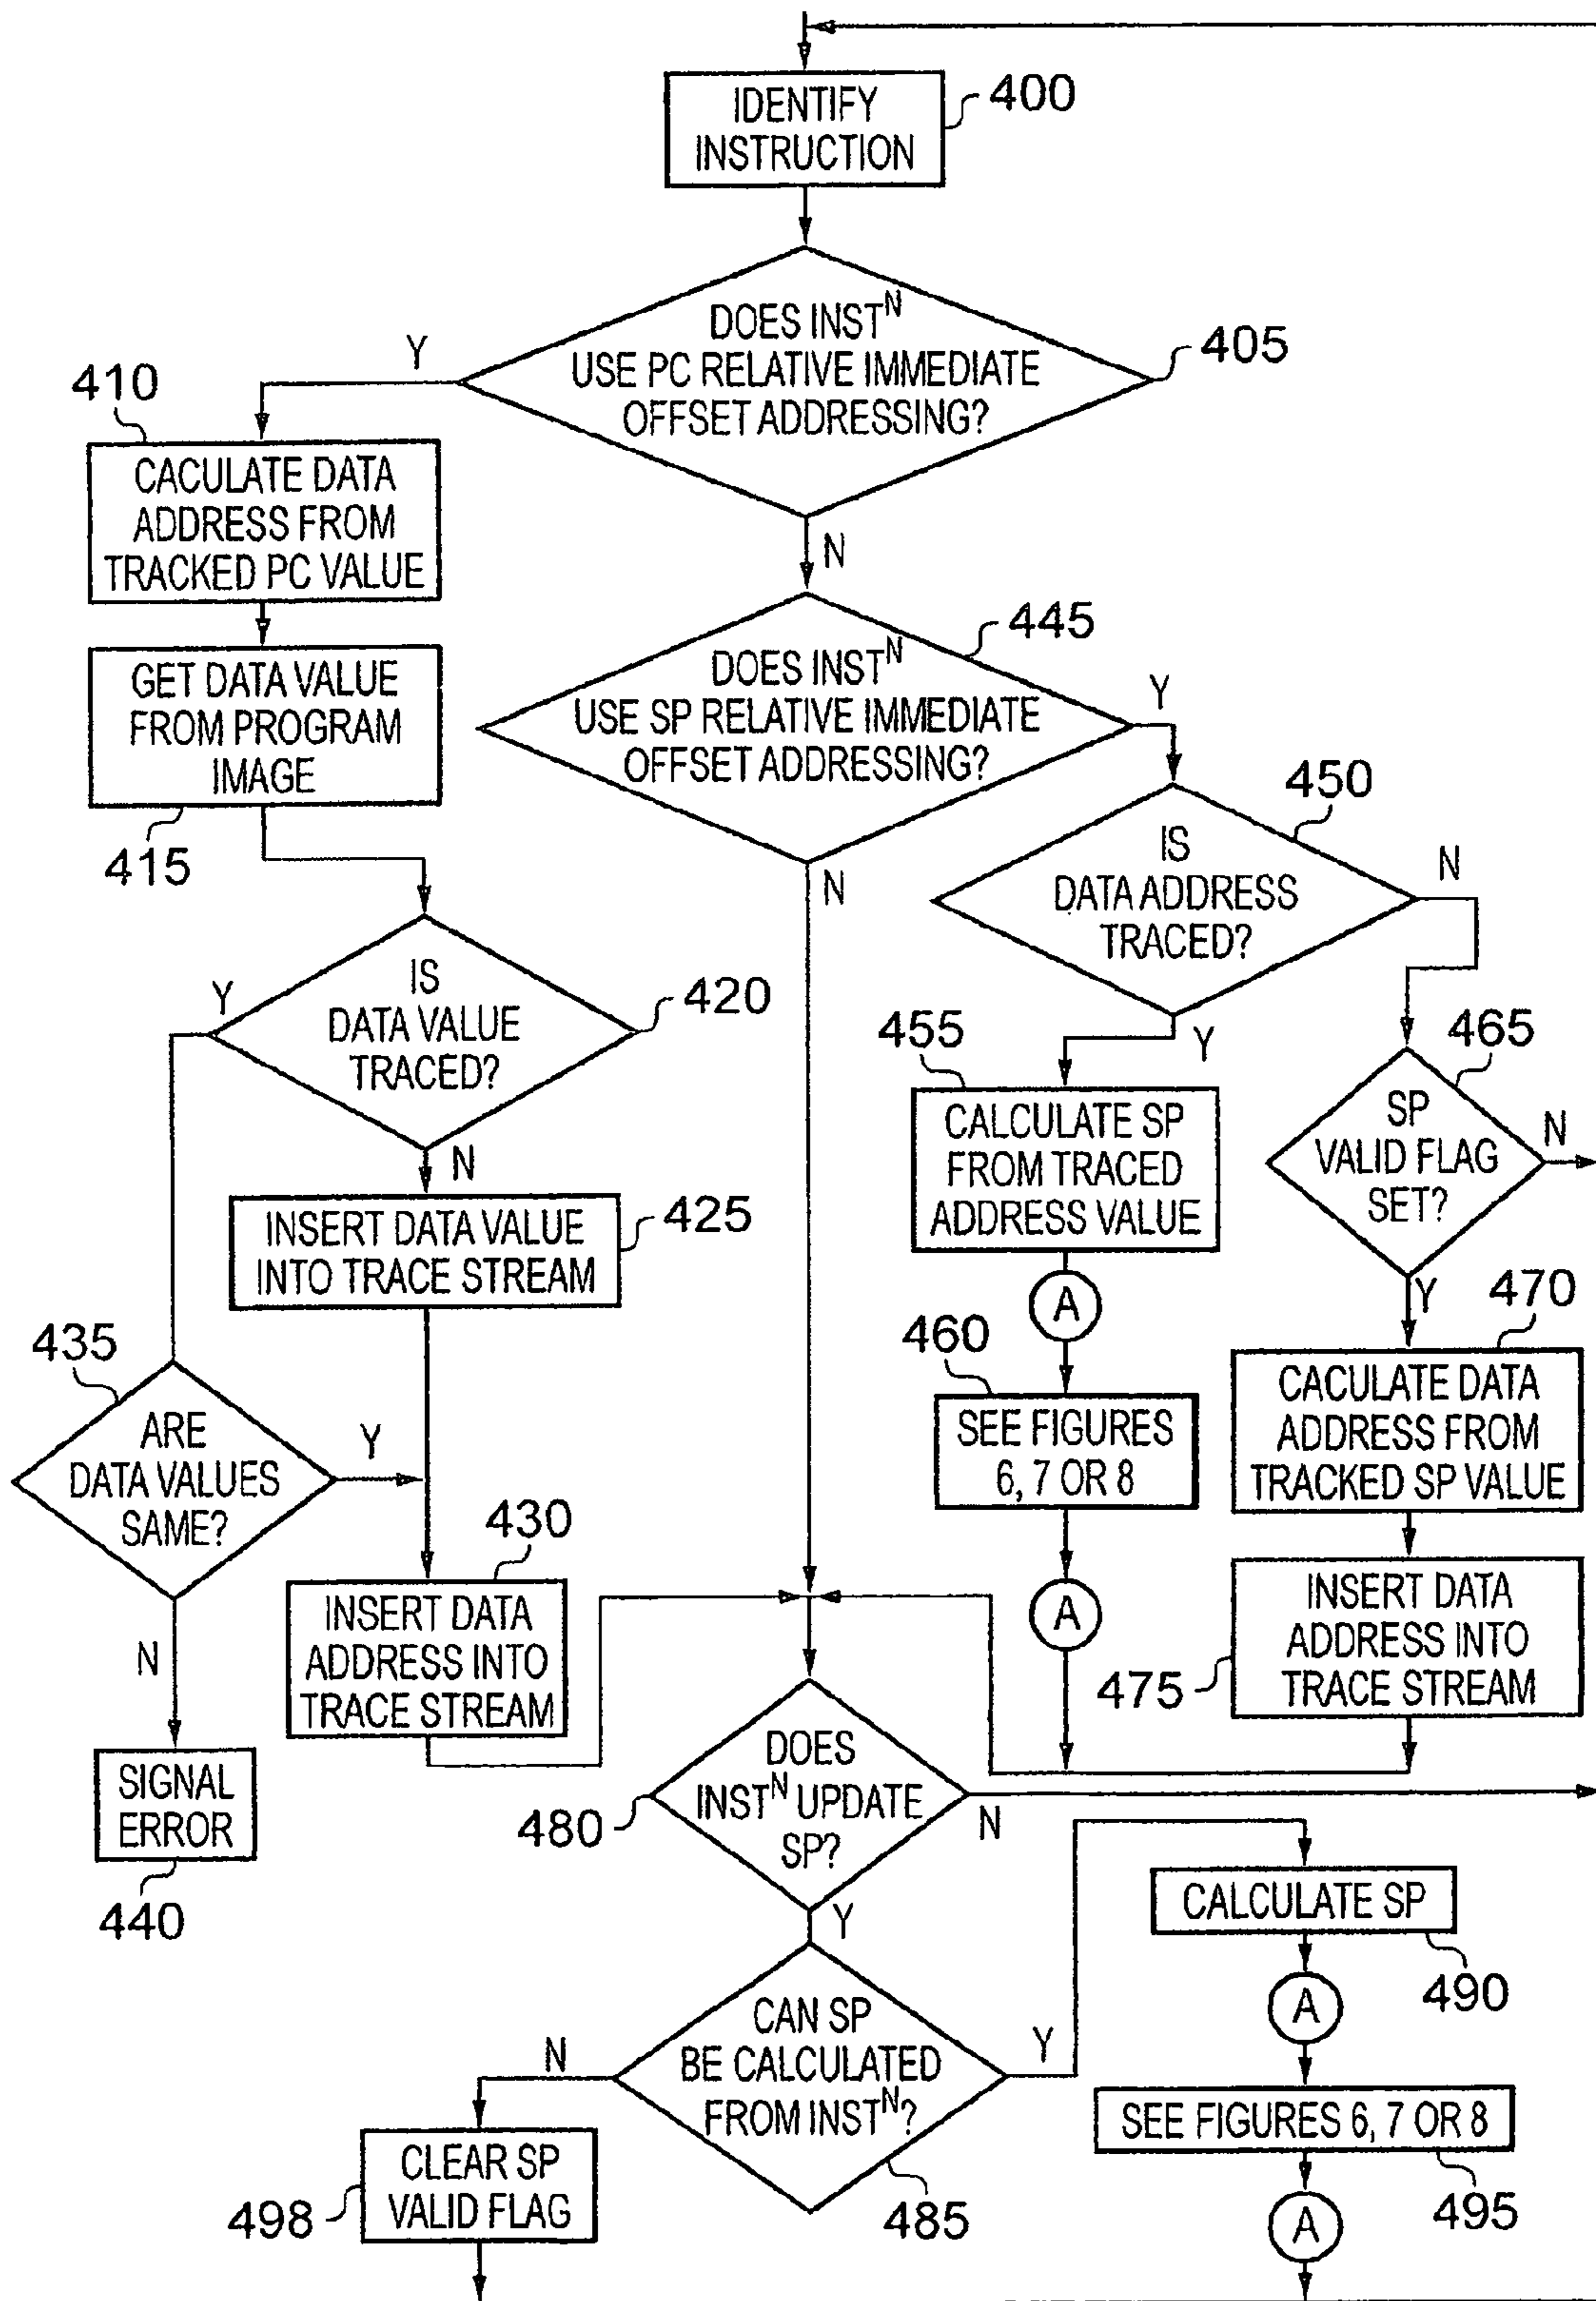 IDENTIFY
INSTRUCTION
400
DOES INST^N
USE PC RELATIVE IMMEDIATE
OFFSET ADDRESSING?
405
Y
N
410
CACULATE DATA
ADDRESS FROM
TRACKED PC VALUE
GET DATA VALUE
FROM PROGRAM
IMAGE
415
DOES INST^N
USE SP RELATIVE IMMEDIATE
OFFSET ADDRESSING?
445
Y
N
IS
DATA ADDRESS
TRACED?
450
N
Y
IS
DATA VALUE
TRACED?
420
Y
N
455
CALCULATE SP
FROM TRACED
ADDRESS VALUE
A
SP
VALID FLAG
SET?
465
N
Y
INSERT DATA VALUE
INTO TRACE STREAM
425
435
ARE
DATA VALUES
SAME?
Y
N
460
SEE FIGURES
6, 7 OR 8
A
470
CACULATE DATA
ADDRESS FROM
TRACKED SP VALUE
430
INSERT DATA
ADDRESS INTO
TRACE STREAM
INSERT DATA
ADDRESS INTO
TRACE STREAM
475
SIGNAL
ERROR
440
DOES
INST^N UPDATE
SP?
480
N
Y
CALCULATE SP
490
A
CAN SP
BE CALCULATED
FROM INST^N?
485
N
Y
SEE FIGURES 6, 7 OR 8
495
A
CLEAR SP
VALID FLAG
498